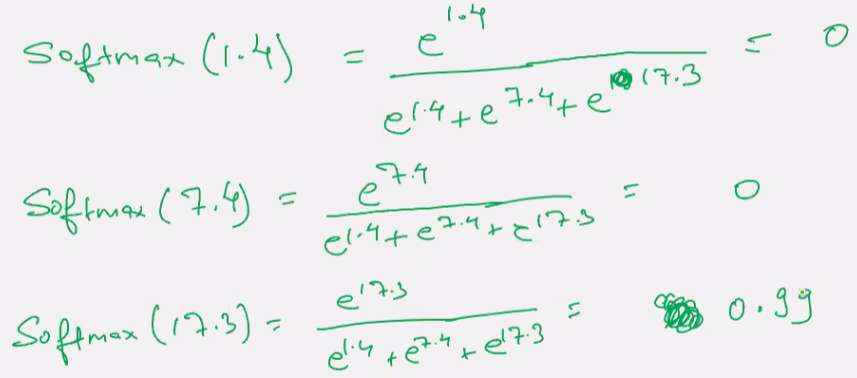 Softmax (1.4) = e^1.4 / (e^1.4 + e^7.4 + e^17.3) = 0
Softmax (7.4) = e^7.4 / (e^1.4 + e^7.4 + e^17.3) = 0
Softmax (17.3) = e^17.3 / (e^1.4 + e^7.4 + e^17.3) = 0.99